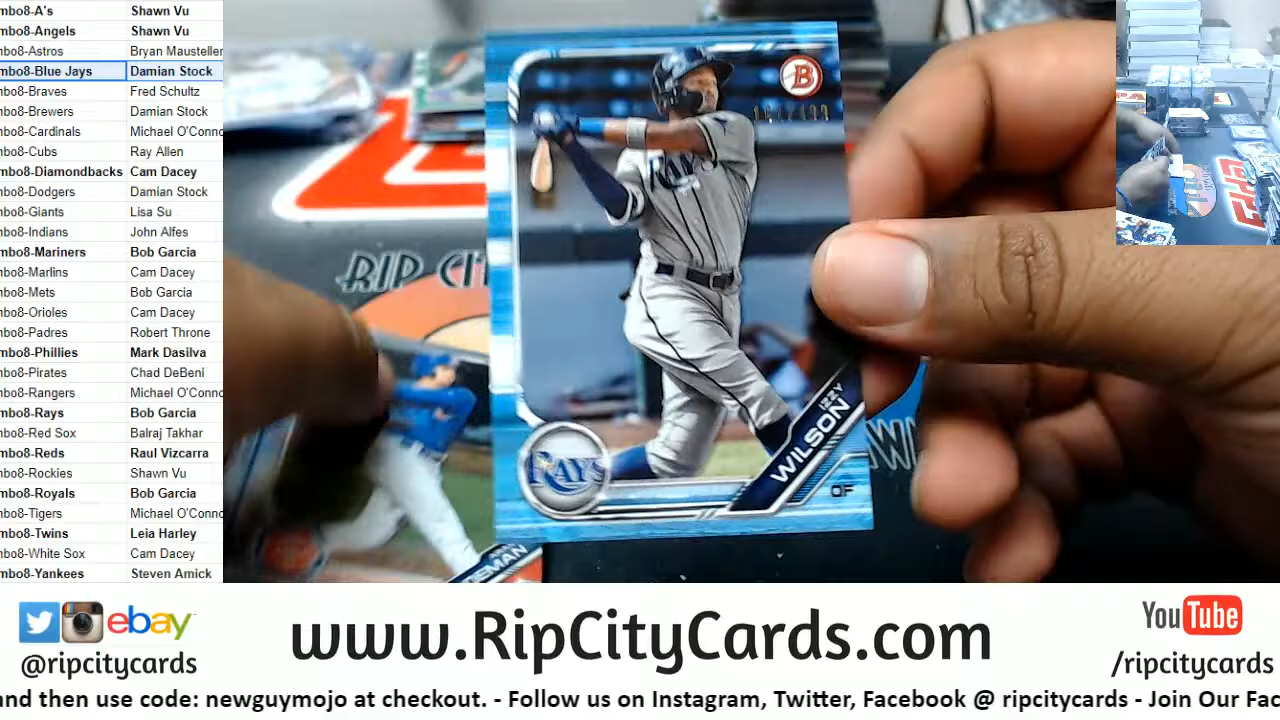 mbo8-A's Shawn Vu
mbo8-Angels Shawn Vu
mbo8-Astros Bryan Mausteller
mbo8-Blue Jays Damian Stock
mbo8-Braves Fred Schultz
mbo8-Brewers Damian Stock
mbo8-Cardinals Michael O'Conno
mbo8-Cubs Ray Allen
mbo8-Diamondbacks Cam Dacey
mbo8-Dodgers Damian Stock
mbo8-Giants Lisa Su
mbo8-Indians John Alfes
mbo8-Mariners Bob Garcia
mbo8-Marlins Cam Dacey
mbo8-Mets Bob Garcia
mbo8-Orioles Cam Dacey
mbo8-Padres Robert Throne
mbo8-Phillies Mark Dasilva
mbo8-Pirates Chad DeBeni
mbo8-Rangers Michael O'Conno
mbo8-Rays Bob Garcia
mbo8-Red Sox Balraj Takhar
mbo8-Reds Raul Vizcarra
mbo8-Rockies Shawn Vu
mbo8-Royals Bob Garcia
mbo8-Tigers Michael O'Conno
mbo8-Twins Leia Harley
mbo8-White Sox Cam Dacey
mbo8-Yankees Steven Amick
B
RAYS
RIP CIT
IZZY
WILSON
OF
RAYS
EMAN
ebay
@ripcitycards
www.RipCityCards.com
YouTube
/ripcitycards
and then use code: newguymojo at checkout. - Follow us on Instagram, Twitter, Facebook @ ripcitycards - Join Our Fac